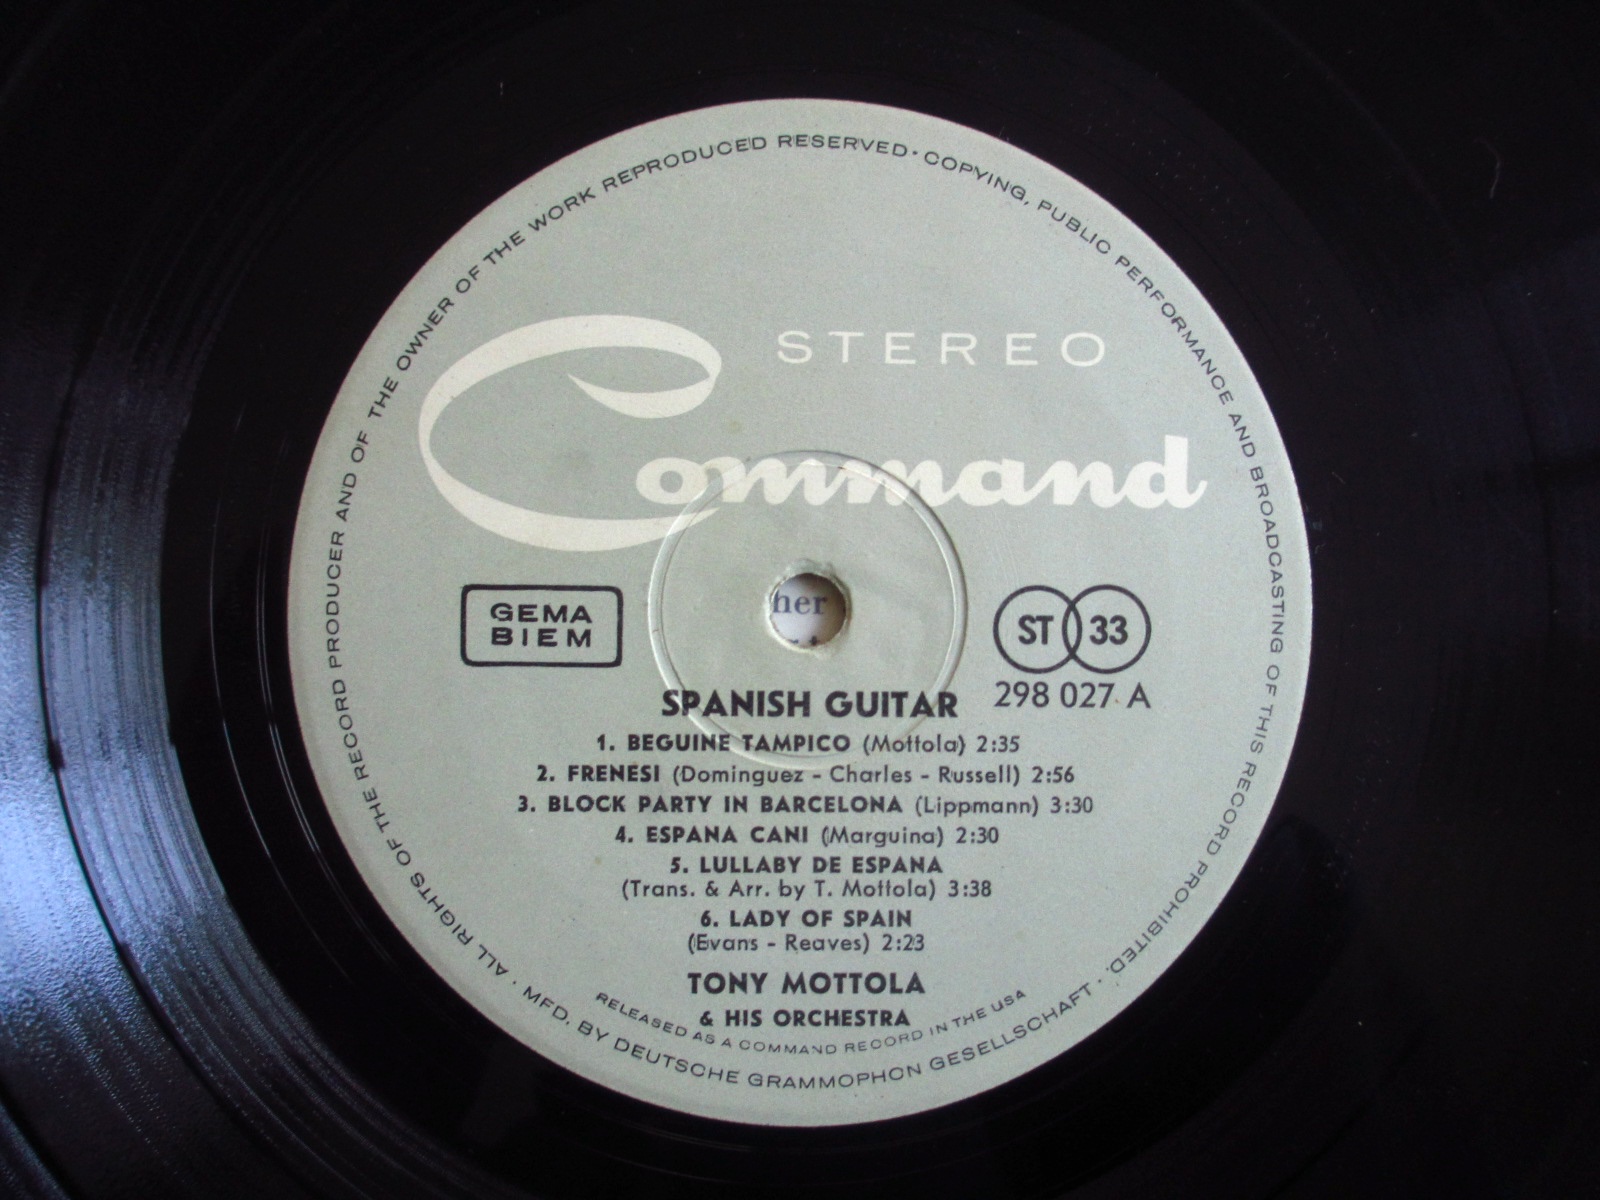 ALL RIGHTS OF THE RECORD PRODUCER AND OF THE OWNER OF THE WORK REPRODUCED RESERVED · COPYING, PUBLIC PERFORMANCE AND BROADCASTING OF THIS RECORD PROHIBITED. ·
STEREO
Command
GEMA
BIEM
her
ST 33
298 027 A
SPANISH GUITAR
1. BEGUINE TAMPICO (Mottola) 2:35
2. FRENESI (Dominguez - Charles - Russell) 2:56
3. BLOCK PARTY IN BARCELONA (Lippmann) 3:30
4. ESPANA CANI (Marguina) 2:30
5. LULLABY DE ESPANA
(Trans. & Arr. by T. Mottola) 3:38
6. LADY OF SPAIN
(Evans - Reaves) 2:23
TONY MOTTOLA
& HIS ORCHESTRA
RELEASED AS A COMMAND RECORD IN THE USA
· MFD. BY DEUTSCHE GRAMMOPHON GESELLSCHAFT ·